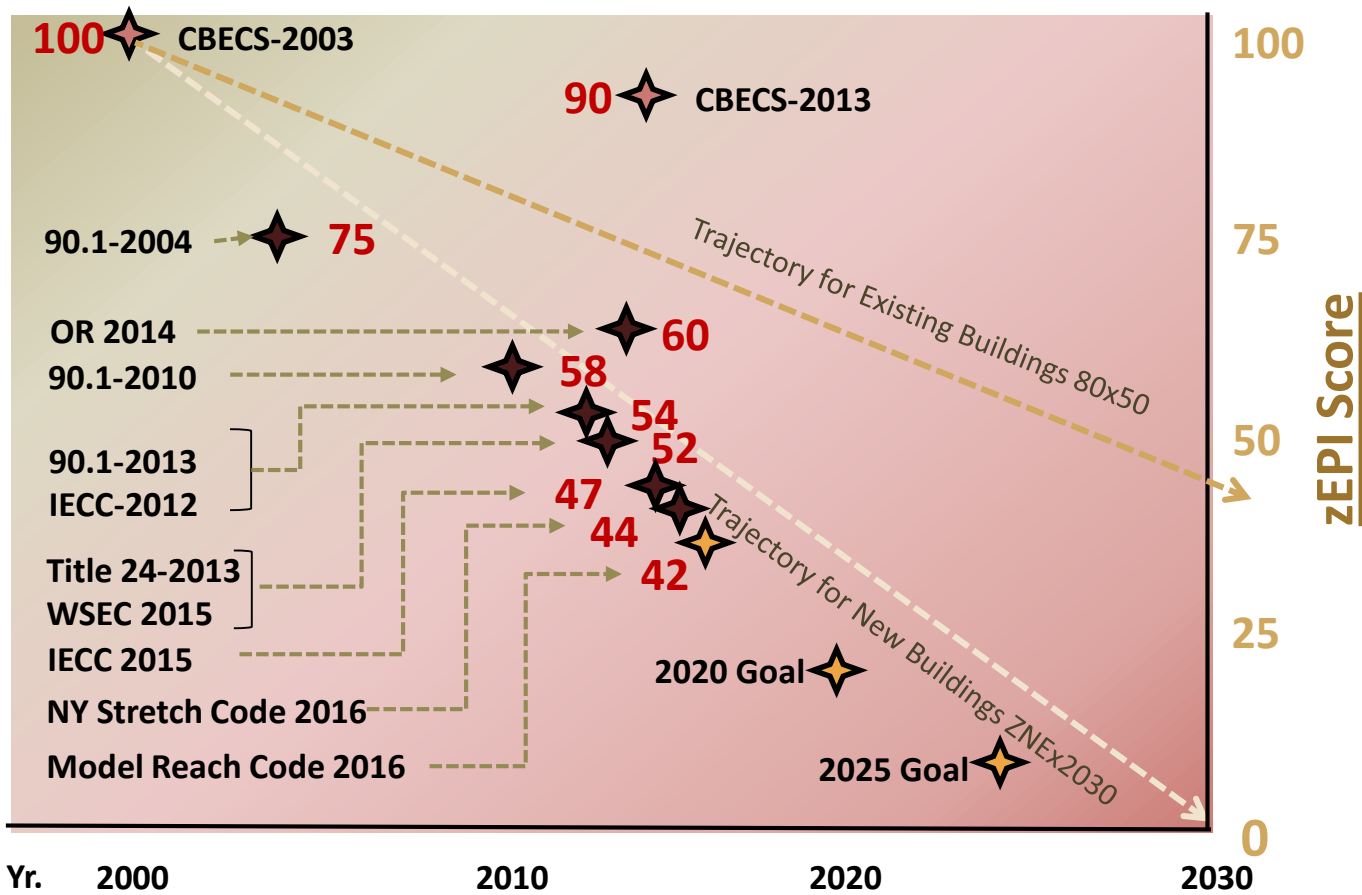 100 CBECS-2003 100
90 CBECS-2013
90.1-2004 75 75
Trajectory for Existing Buildings 80x50
OR 2014 60
90.1-2010 58
54
52
50
90.1-2013
IECC-2012
47
44
42
Title 24-2013
WSEC 2015
IECC 2015
NY Stretch Code 2016
Model Reach Code 2016
Trajectory for New Buildings ZNEx2030
25
2020 Goal
2025 Goal
0
zEPI Score
Yr. 2000 2010 2020 2030